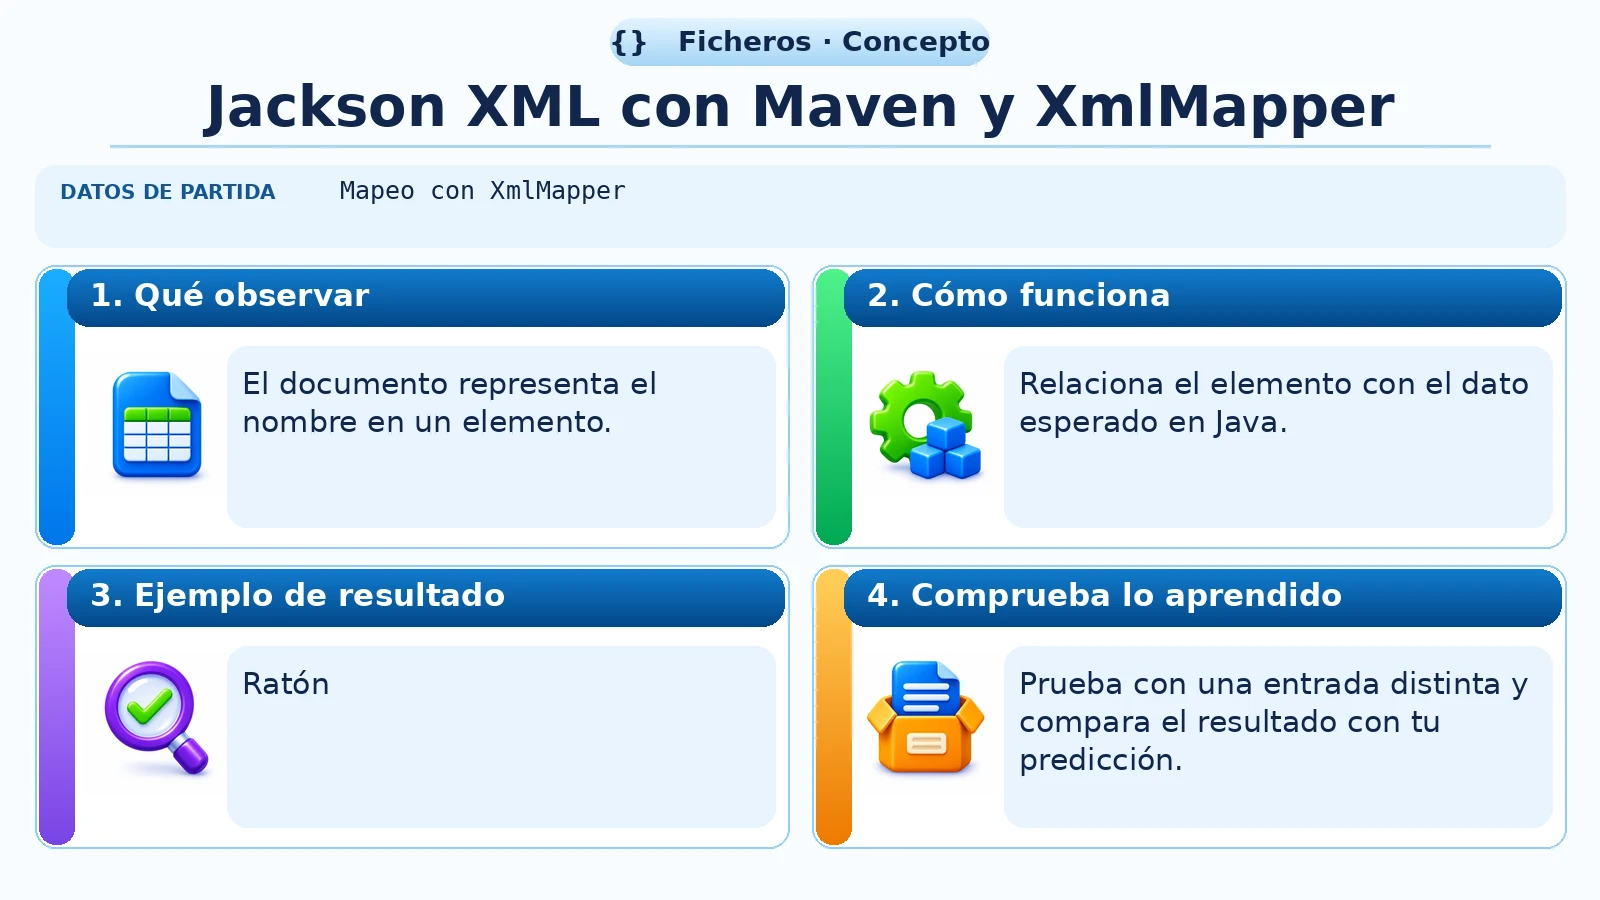 {} Ficheros · Concepto
Jackson XML con Maven y XmlMapper
DATOS DE PARTIDA Mapeo con XmlMapper
1. Qué observar
El documento representa el
nombre en un elemento.
2. Cómo funciona
Relaciona el elemento con el dato
esperado en Java.
3. Ejemplo de resultado
Ratón
4. Comprueba lo aprendido
Prueba con una entrada distinta y
compara el resultado con tu
predicción.